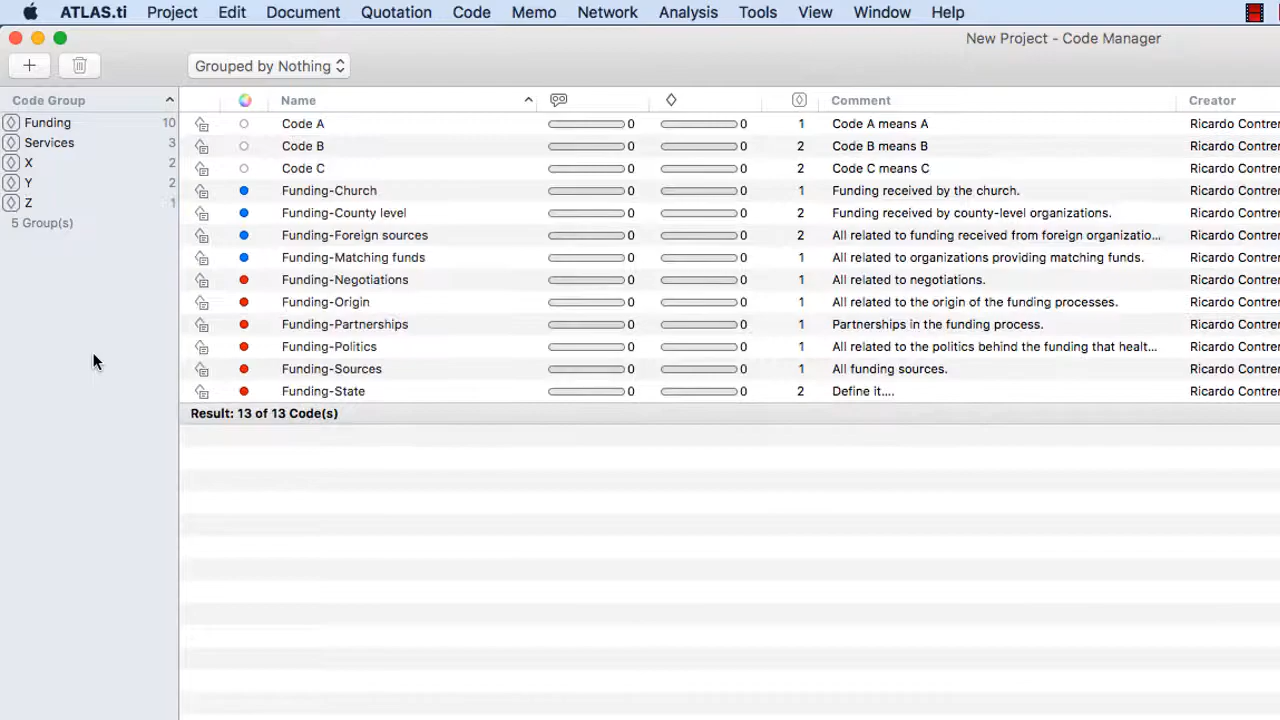 ATLAS.ti Project Edit Document Quotation Code Memo Network Analysis Tools View Window Help
New Project - Code Manager
Grouped by Nothing
Code Group
Funding 10
Services 3
X 2
Y 2
Z 1
5 Group(s)
Name Comment Creator
Code A 0 0 1 Code A means A Ricardo Contrer
Code B 0 0 2 Code B means B Ricardo Contrer
Code C 0 0 2 Code C means C Ricardo Contrer
Funding-Church 0 0 1 Funding received by the church. Ricardo Contrer
Funding-County level 0 0 2 Funding received by county-level organizations. Ricardo Contrer
Funding-Foreign sources 0 0 2 All related to funding received from foreign organizatio... Ricardo Contrer
Funding-Matching funds 0 0 1 All related to organizations providing matching funds. Ricardo Contrer
Funding-Negotiations 0 0 1 All related to negotiations. Ricardo Contrer
Funding-Origin 0 0 1 All related to the origin of the funding processes. Ricardo Contrer
Funding-Partnerships 0 0 1 Partnerships in the funding process. Ricardo Contrer
Funding-Politics 0 0 1 All related to the politics behind the funding that healt... Ricardo Contrer
Funding-Sources 0 0 1 All funding sources. Ricardo Contrer
Funding-State 0 0 2 Define it.... Ricardo Contrer
Result: 13 of 13 Code(s)